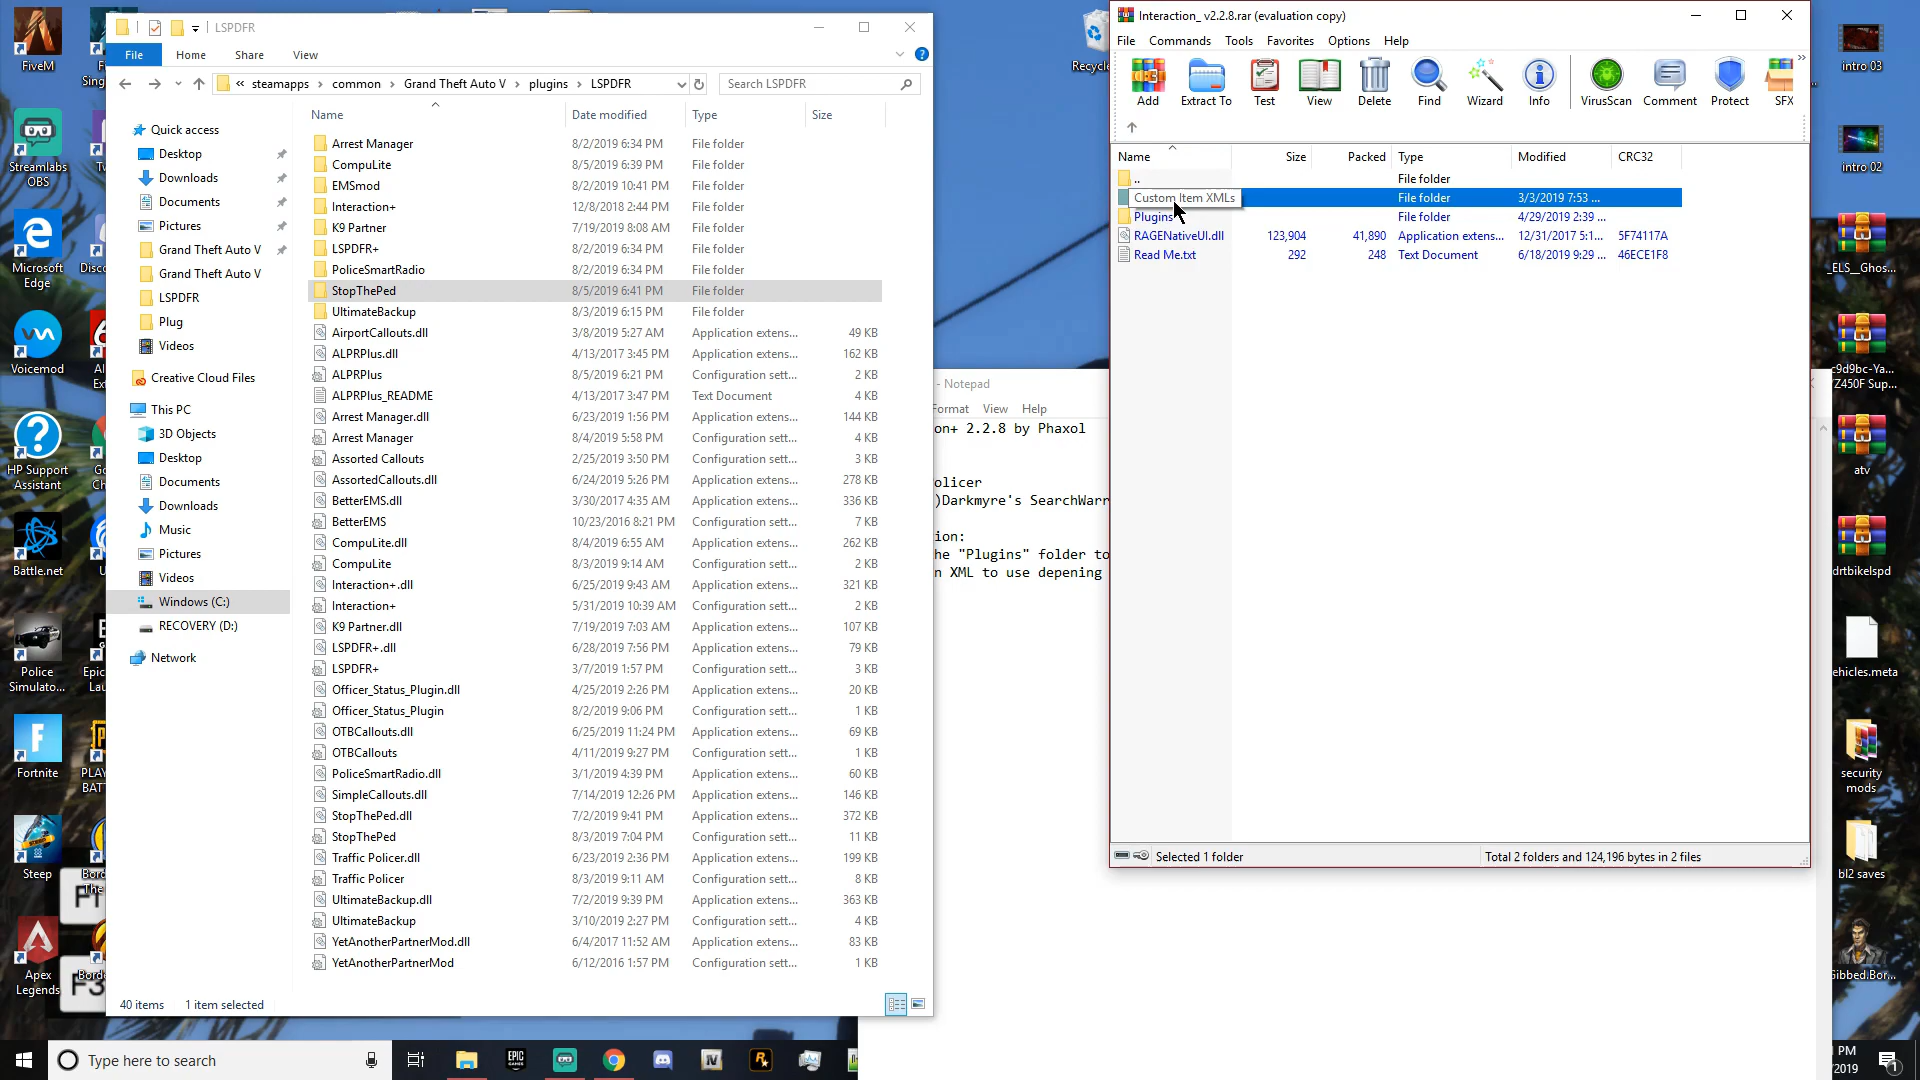 FiveM
Sing
Streamlabs
OBS
Tv
Microsoft
Edge
Disco
Voicemod
Al
Ex
HP Support
Assistant
Go
C
Battle.net
U
Police
Simulato...
Epic
Lau
Fortnite
PLAY
BAT
Steep
Bord
The
Apex
Legends
Borde
F3
LSPDFR
File
Home
Share
View
« steamapps › common › Grand Theft Auto V › plugins › LSPDFR
Search LSPDFR
Quick access
Desktop
Downloads
Documents
Pictures
Grand Theft Auto V
Grand Theft Auto V
LSPDFR
Plug
Videos
Creative Cloud Files
This PC
3D Objects
Desktop
Documents
Downloads
Music
Pictures
Videos
Windows (C:)
RECOVERY (D:)
Network
Name Date modified Type Size
Arrest Manager 8/2/2019 6:34 PM File folder
CompuLite 8/5/2019 6:39 PM File folder
EMSmod 8/2/2019 10:41 PM File folder
Interaction+ 12/8/2018 2:44 PM File folder
K9 Partner 7/19/2019 8:08 AM File folder
LSPDFR+ 8/2/2019 6:34 PM File folder
PoliceSmartRadio 8/2/2019 6:34 PM File folder
StopThePed 8/5/2019 6:41 PM File folder
UltimateBackup 8/3/2019 6:15 PM File folder
AirportCallouts.dll 3/8/2019 5:27 AM Application extens... 49 KB
ALPRPlus.dll 4/13/2017 3:45 PM Application extens... 162 KB
ALPRPlus 8/5/2019 6:21 PM Configuration sett... 2 KB
ALPRPlus_README 4/13/2017 3:47 PM Text Document 4 KB
Arrest Manager.dll 6/23/2019 1:56 PM Application extens... 144 KB
Arrest Manager 8/4/2019 5:58 PM Configuration sett... 4 KB
Assorted Callouts 2/25/2019 3:50 PM Configuration sett... 3 KB
AssortedCallouts.dll 6/24/2019 5:26 PM Application extens... 278 KB
BetterEMS.dll 3/30/2017 4:35 AM Application extens... 336 KB
BetterEMS 10/23/2016 8:21 PM Configuration sett... 7 KB
CompuLite.dll 8/4/2019 6:55 AM Application extens... 262 KB
CompuLite 8/3/2019 9:14 AM Configuration sett... 2 KB
Interaction+.dll 6/25/2019 9:43 AM Application extens... 321 KB
Interaction+ 5/31/2019 10:39 AM Configuration sett... 2 KB
K9 Partner.dll 7/19/2019 7:03 AM Application extens... 107 KB
LSPDFR+.dll 6/28/2019 7:56 PM Application extens... 79 KB
LSPDFR+ 3/7/2019 1:57 PM Configuration sett... 3 KB
Officer_Status_Plugin.dll 4/25/2019 2:26 PM Application extens... 20 KB
Officer_Status_Plugin 8/2/2019 9:06 PM Configuration sett... 1 KB
OTBCallouts.dll 6/25/2019 11:24 PM Application extens... 69 KB
OTBCallouts 4/11/2019 9:27 PM Configuration sett... 1 KB
PoliceSmartRadio.dll 3/1/2019 4:39 PM Application extens... 60 KB
SimpleCallouts.dll 7/14/2019 12:26 PM Application extens... 146 KB
StopThePed.dll 7/2/2019 9:41 PM Application extens... 372 KB
StopThePed 8/3/2019 7:04 PM Configuration sett... 11 KB
Traffic Policer.dll 6/23/2019 2:36 PM Application extens... 199 KB
Traffic Policer 8/3/2019 9:11 AM Configuration sett... 8 KB
UltimateBackup.dll 7/2/2019 9:39 PM Application extens... 363 KB
UltimateBackup 3/10/2019 2:27 PM Configuration sett... 4 KB
YetAnotherPartnerMod.dll 6/4/2017 11:52 AM Application extens... 83 KB
YetAnotherPartnerMod 6/12/2016 1:57 PM Configuration sett... 1 KB
40 items 1 item selected
Recycle
- Notepad
Format View Help
on+ 2.2.8 by Phaxol
olicer
)Darkmyre's SearchWarr
ion:
he "Plugins" folder to
n XML to use depening
Interaction_ v2.2.8.rar (evaluation copy)
File Commands Tools Favorites Options Help
Add Extract To Test View Delete Find Wizard Info VirusScan Comment Protect SFX
Name Size Packed Type Modified CRC32
.. File folder
Custom Item XMLs File folder 3/3/2019 7:53 ...
Plugins File folder 4/29/2019 2:39 ...
RAGENativeUI.dll 123,904 41,890 Application extens... 12/31/2017 5:1... 5F74117A
Read Me.txt 292 248 Text Document 6/18/2019 9:29 ... 46ECE1F8
Selected 1 folder
Total 2 folders and 124,196 bytes in 2 files
intro 03
intro 02
_ELS__Ghos...
c9d9bc-Ya...
YZ450F Sup...
atv
drtbikelspd
ehicles.meta
security
mods
bl2 saves
Gibbed.Bor...
Type here to search
EPIC
GAMES
IV
R
PM
/2019
1